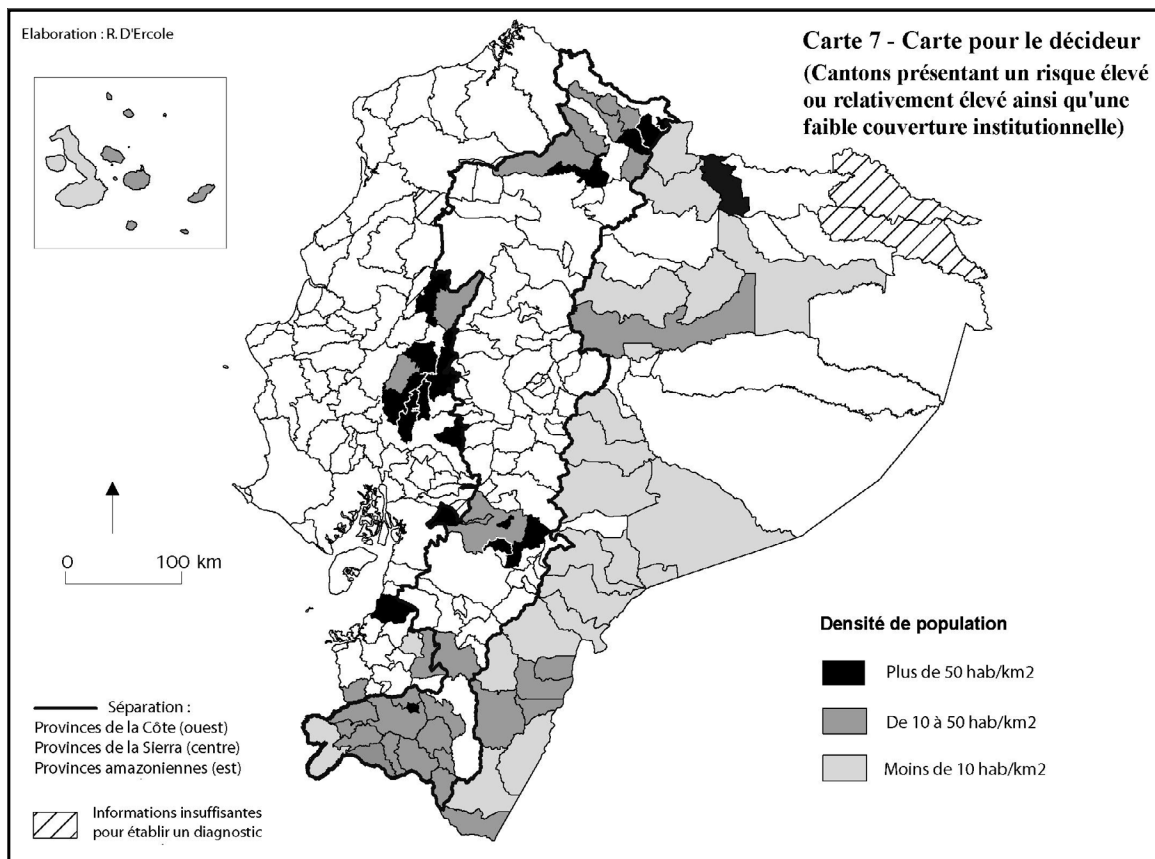 Elaboration : R. D'Ercole
Carte 7 - Carte pour le décideur
(Cantons présentant un risque élevé
ou relativement élevé ainsi qu'une
faible couverture institutionnelle)
0 100 km
Densité de population
Plus de 50 hab/km2
De 10 à 50 hab/km2
Moins de 10 hab/km2
Séparation :
Provinces de la Côte (ouest)
Provinces de la Sierra (centre)
Provinces amazoniennes (est)
Informations insuffisantes
pour établir un diagnostic